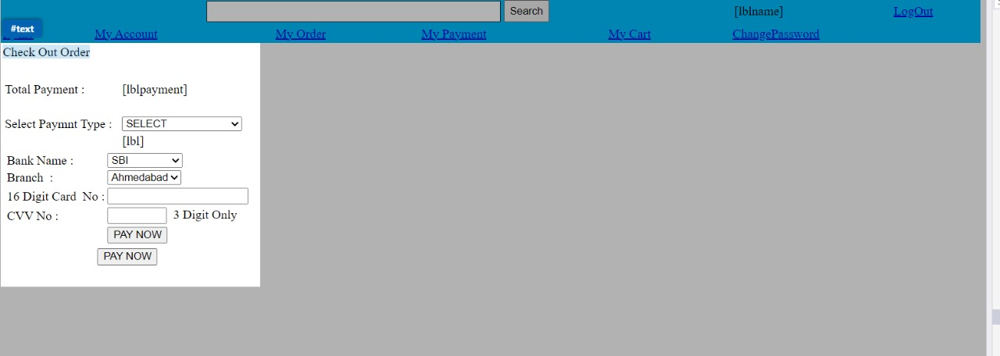 Search [lblname] LogOut
#text
My Account My Order My Payment My Cart ChangePassword
Check Out Order
Total Payment : [lblpayment]
Select Paymnt Type : SELECT
[lbl]
Bank Name : SBI
Branch : Ahmedabad
16 Digit Card No :
CVV No : 3 Digit Only
PAY NOW
PAY NOW